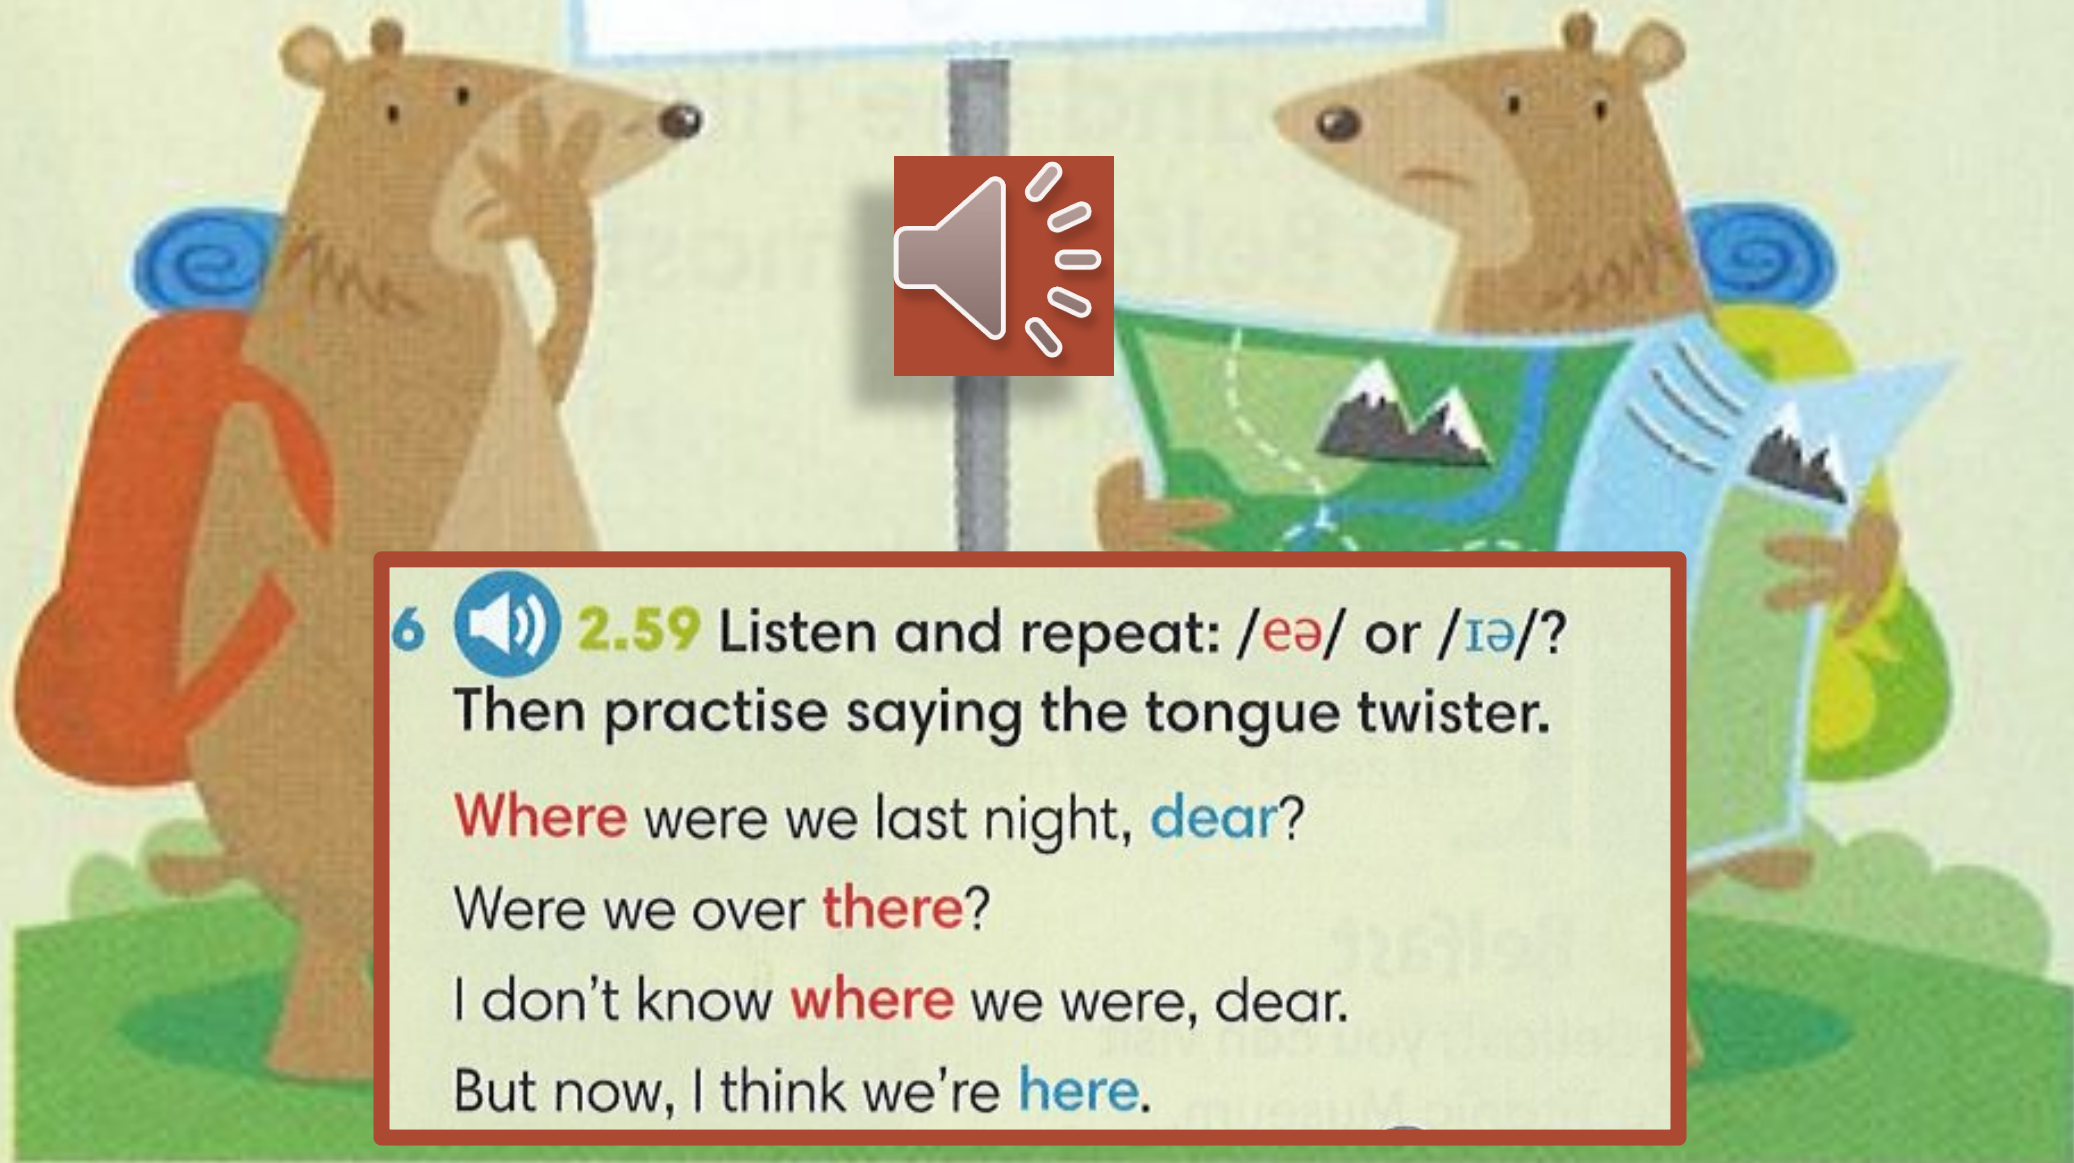 6 2.59 Listen and repeat: /eə/ or /ɪə/?
Then practise saying the tongue twister.
Where were we last night, dear?
Were we over there?
I don't know where we were, dear.
But now, I think we're here.